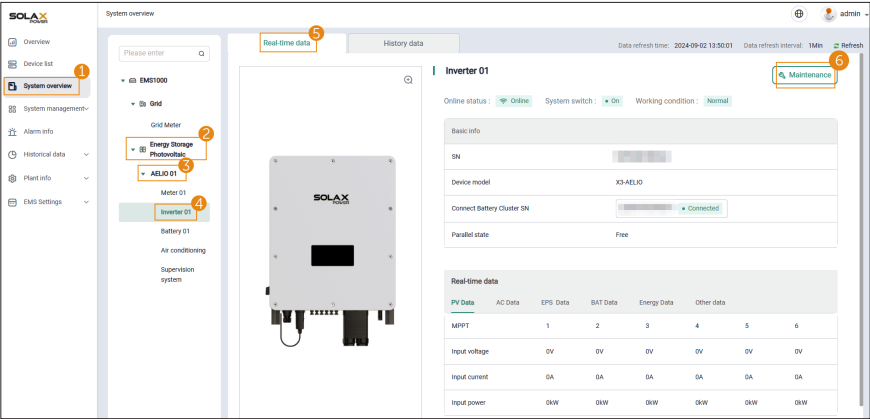 SOLAX
POWER
System overview
admin
Overview
Device list
1
System overview
System management
Alarm info
Historical data
Plant info
EMS Settings
Please enter
EMS1000
Grid
Grid Meter
2
Energy Storage
Photovoltaic
3
AELIO 01
Meter 01
4
Inverter 01
Battery 01
Air conditioning
Supervision
system
5
Real-time data
History data
Data refresh time: 2024-09-02 13:50:01 Data refresh interval: 1Min Refresh
SOLAX
POWER
Inverter 01
6
Maintenance
Online status : Online System switch : On Working condition : Normal
Basic info
SN
Device model X3-AELIO
Connect Battery Cluster SN Connected
Parallel state Free
Real-time data
PV Data AC Data EPS Data BAT Data Energy Data Other data
MPPT 1 2 3 4 5 6
Input voltage 0V 0V 0V 0V 0V 0V
Input current 0A 0A 0A 0A 0A 0A
Input power 0kW 0kW 0kW 0kW 0kW 0kW